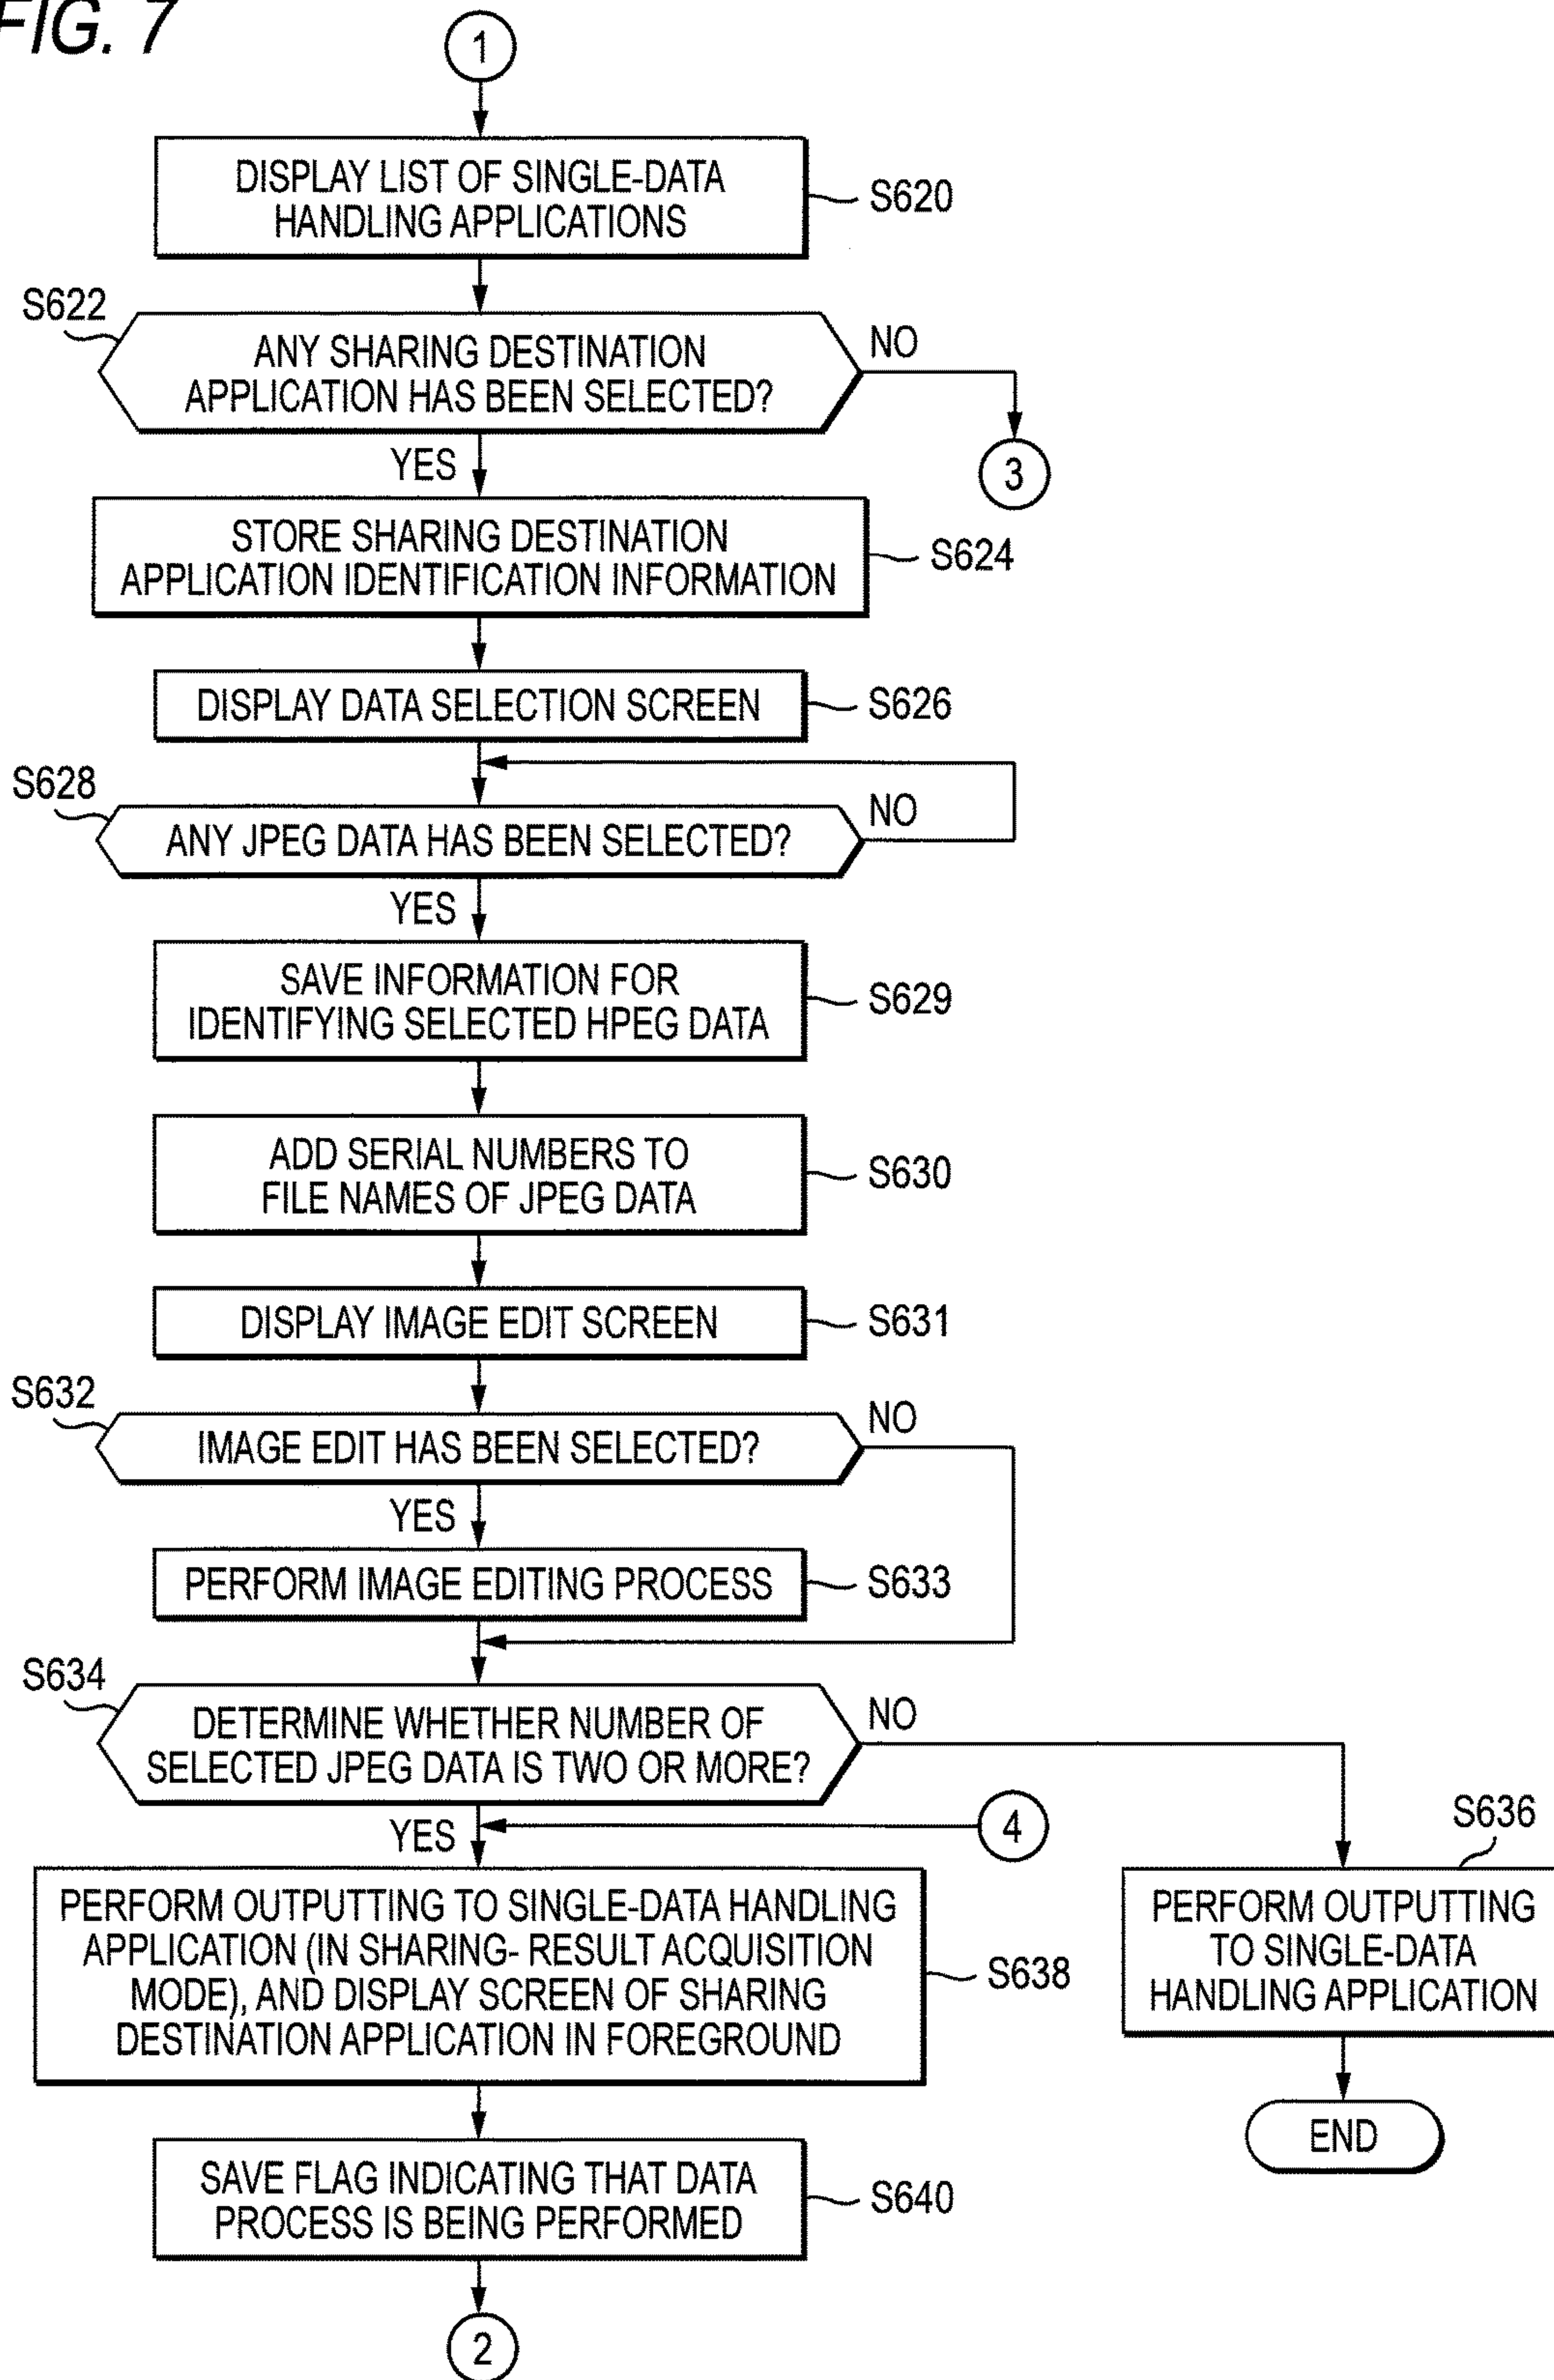 FIG. 7
1
DISPLAY LIST OF SINGLE-DATA
HANDLING APPLICATIONS
S620
S622
ANY SHARING DESTINATION
APPLICATION HAS BEEN SELECTED?
NO
YES
3
STORE SHARING DESTINATION
APPLICATION IDENTIFICATION INFORMATION
S624
DISPLAY DATA SELECTION SCREEN
S626
S628
ANY JPEG DATA HAS BEEN SELECTED?
NO
YES
SAVE INFORMATION FOR
IDENTIFYING SELECTED HPEG DATA
S629
ADD SERIAL NUMBERS TO
FILE NAMES OF JPEG DATA
S630
DISPLAY IMAGE EDIT SCREEN
S631
S632
IMAGE EDIT HAS BEEN SELECTED?
NO
YES
PERFORM IMAGE EDITING PROCESS
S633
S634
DETERMINE WHETHER NUMBER OF
SELECTED JPEG DATA IS TWO OR MORE?
NO
YES
4
S636
PERFORM OUTPUTTING TO SINGLE-DATA HANDLING
APPLICATION (IN SHARING- RESULT ACQUISITION
MODE), AND DISPLAY SCREEN OF SHARING
DESTINATION APPLICATION IN FOREGROUND
S638
PERFORM OUTPUTTING
TO SINGLE-DATA
HANDLING APPLICATION
END
SAVE FLAG INDICATING THAT DATA
PROCESS IS BEING PERFORMED
S640
2